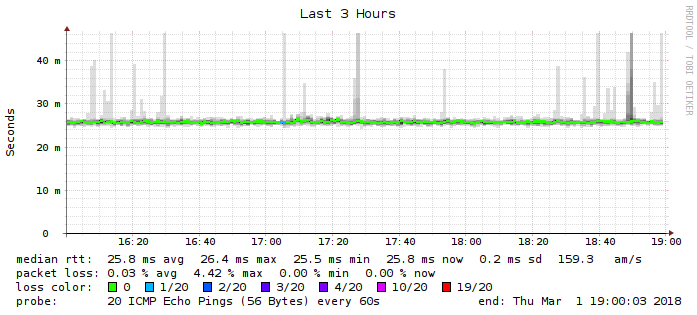 Last 3 Hours
RRDTOOL / TOBI OETIKER
Seconds
40 m
30 m
20 m
10 m
0
16:20 16:40 17:00 17:20 17:40 18:00 18:20 18:40 19:00
median rtt: 25.8 ms avg 26.4 ms max 25.5 ms min 25.8 ms now 0.2 ms sd 159.3 am/s
packet loss: 0.03 % avg 4.42 % max 0.00 % min 0.00 % now
loss color: 0 1/20 2/20 3/20 4/20 10/20 19/20
probe: 20 ICMP Echo Pings (56 Bytes) every 60s end: Thu Mar 1 19:00:03 2018